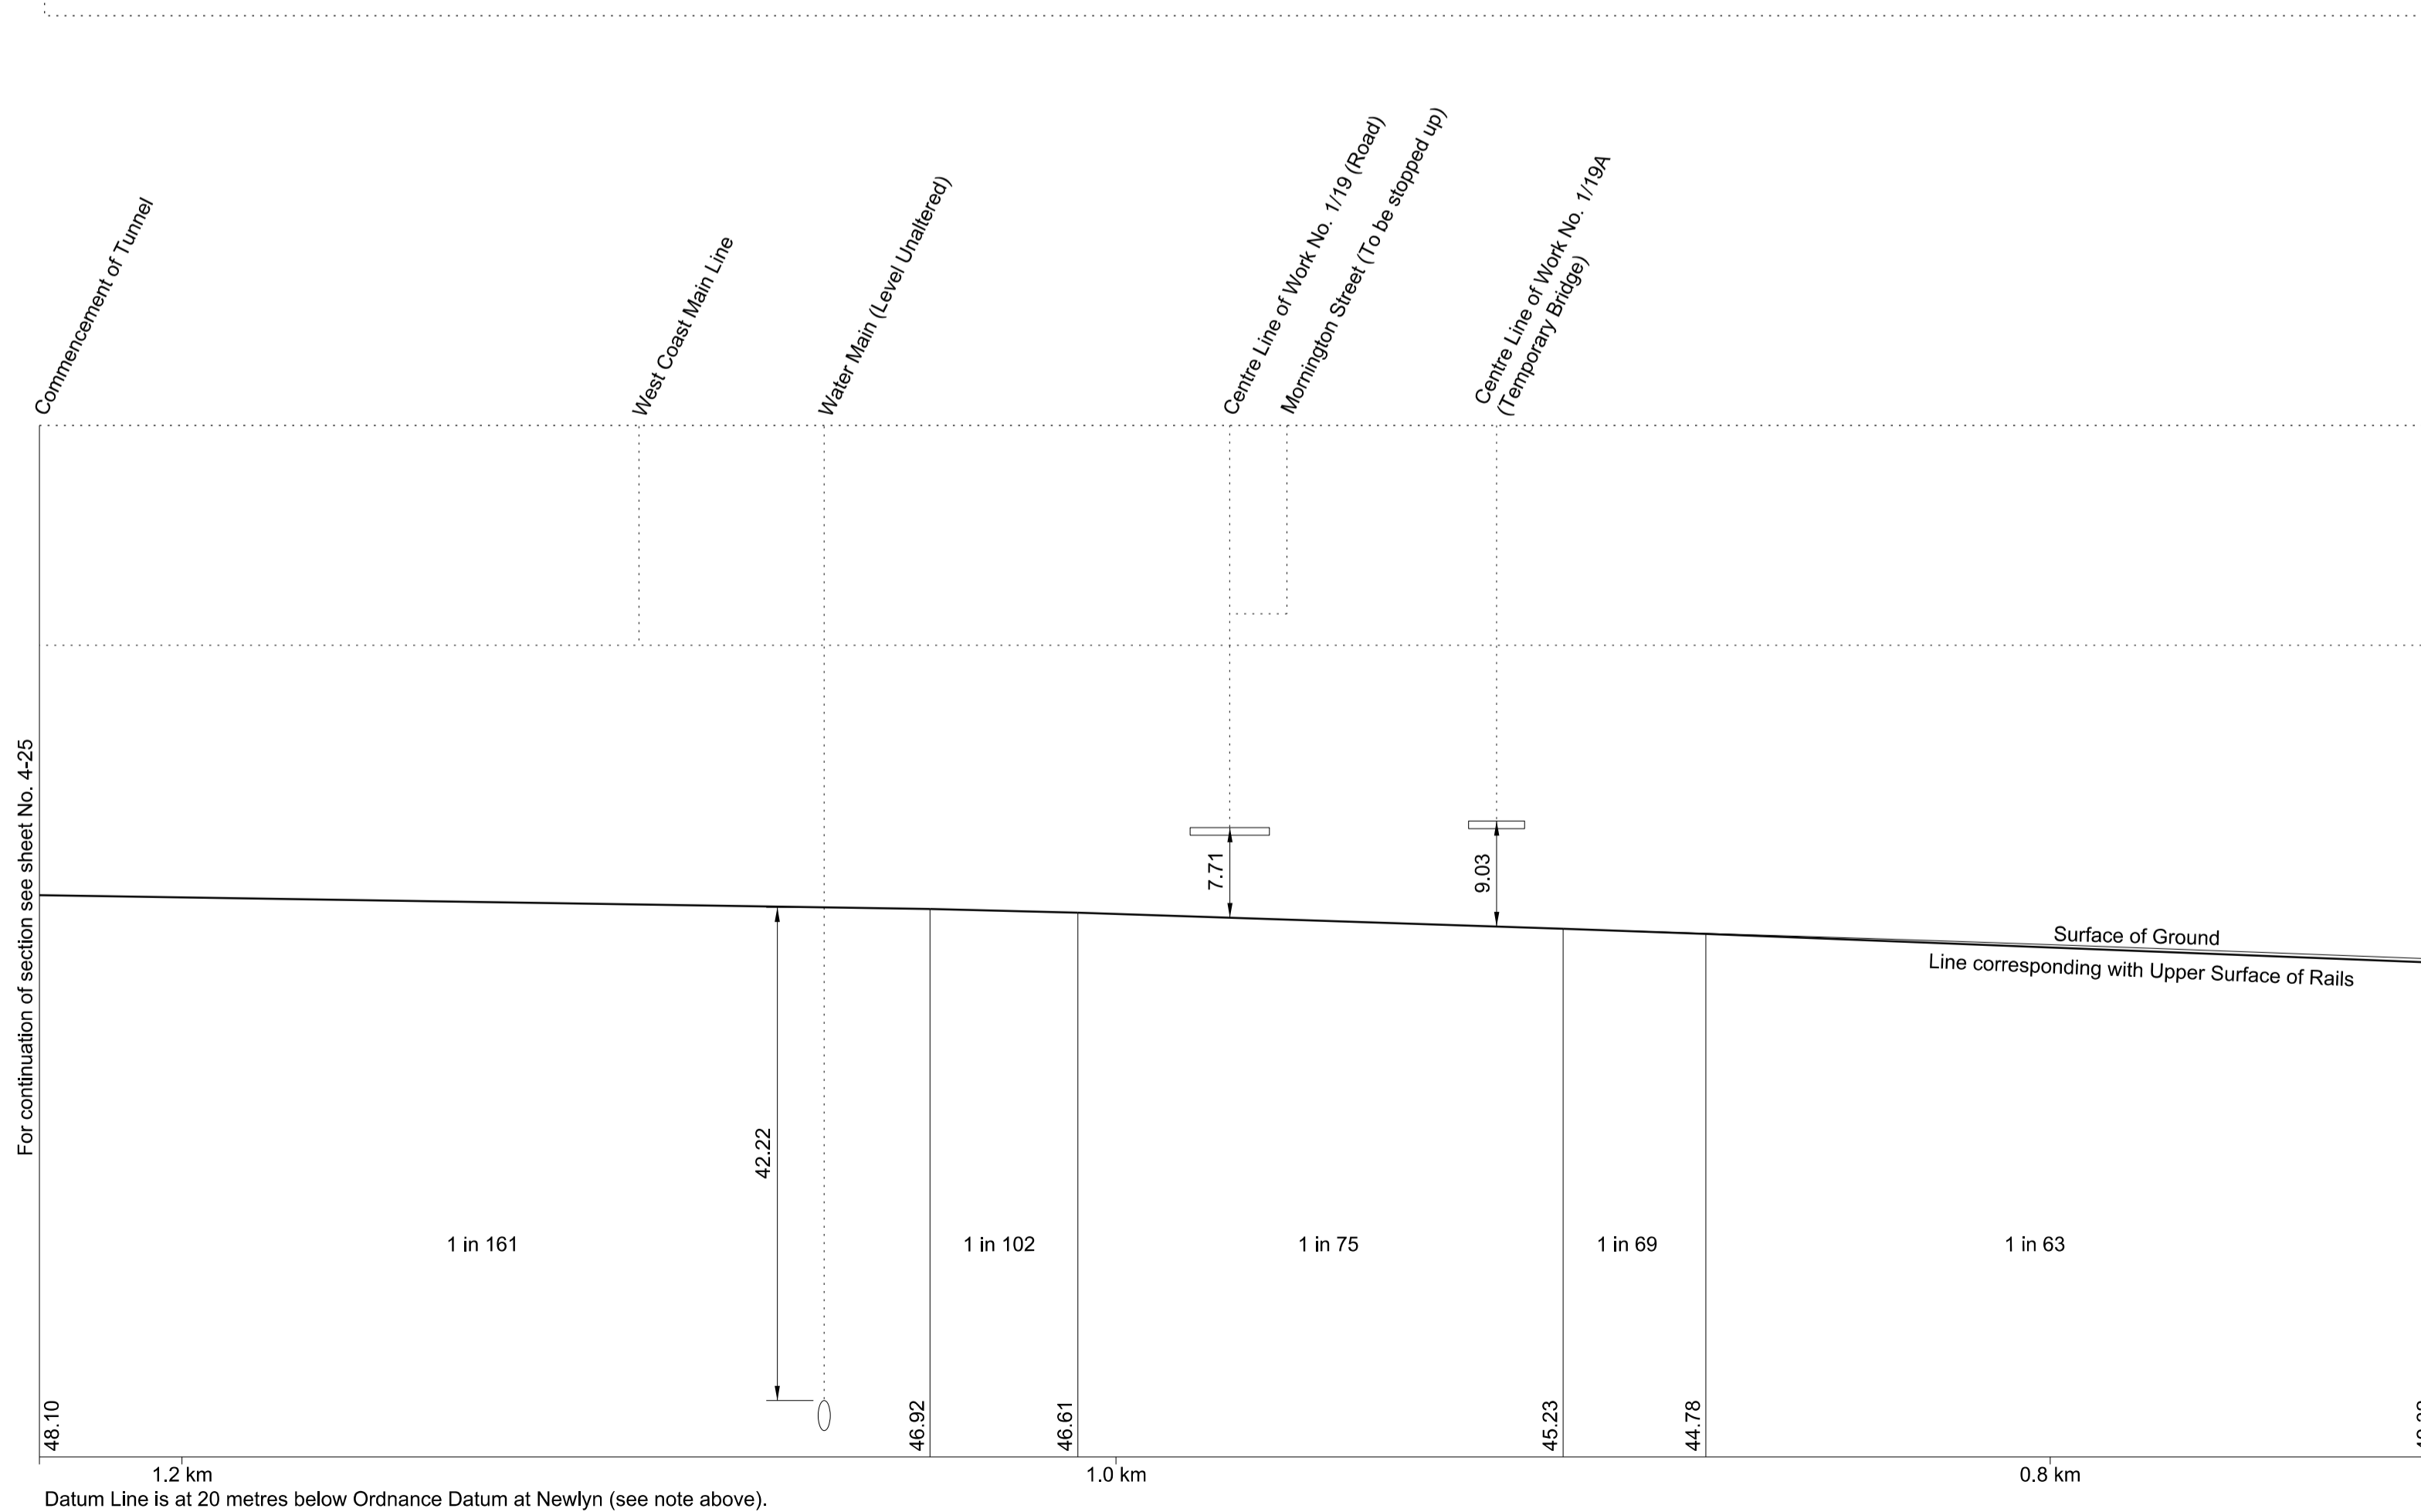 Commencement of Tunnel
West Coast Main Line
Water Main (Level Unaltered)
Centre Line of Work No. 1/19 (Road)
Mornington Street (To be stopped up)
Centre Line of Work No. 1/19A
(Temporary Bridge)
For continuation of section see sheet No. 4-25
7.71
9.03
Surface of Ground
Line corresponding with Upper Surface of Rails
42.22
1 in 161
1 in 102
1 in 75
1 in 69
1 in 63
48.10
46.92
46.61
45.23
44.78
1.2 km
1.0 km
0.8 km
Datum Line is at 20 metres below Ordnance Datum at Newlyn (see note above).